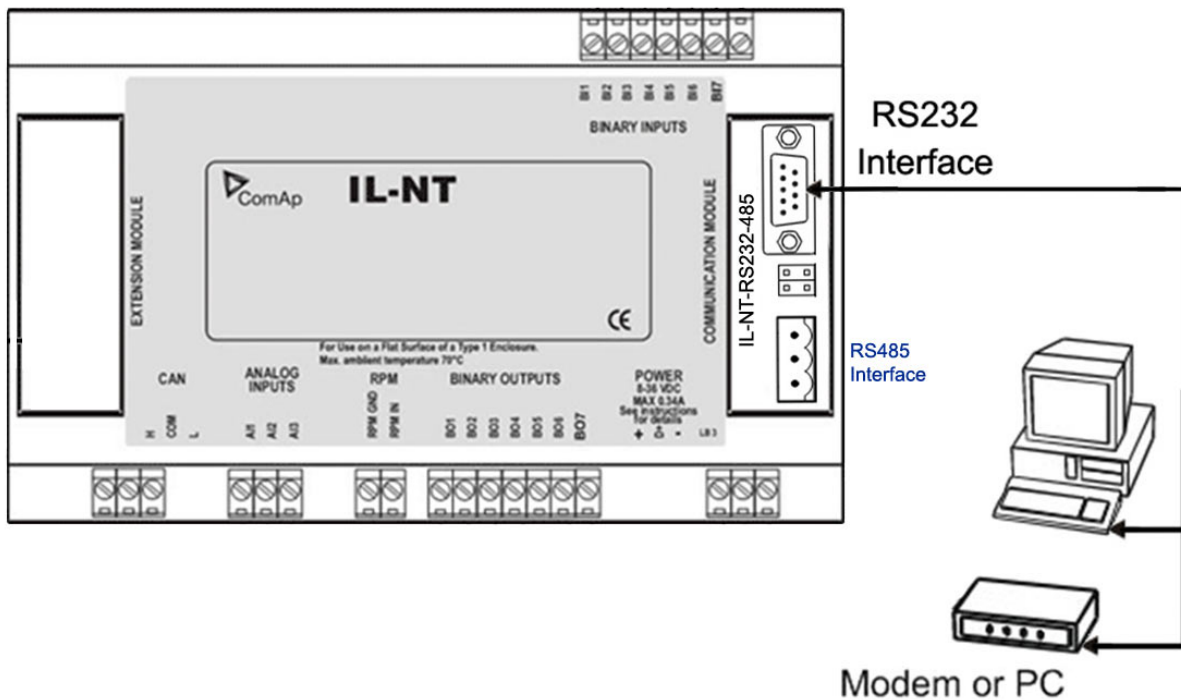 BI1 BI2 BI3 BI4 BI5 BI6 BI7
BINARY INPUTS
RS232
Interface
ComAp
IL-NT
EXTENSION MODULE
COMMUNICATION MODULE
IL-NT-RS232-485
CE
For Use on a Flat Surface of a Type 1 Enclosure.
Max. ambient temperature 70°C
RS485
Interface
CAN
H COM L
ANALOG
INPUTS
AI1 AI2 AI3
RPM
RPM GND RPM IN
BINARY OUTPUTS
BO1 BO2 BO3 BO4 BO5 BO6 BO7
POWER
8-36 VDC
MAX 0.34A
See instructions
for details
+ D+ - LB 3
Modem or PC